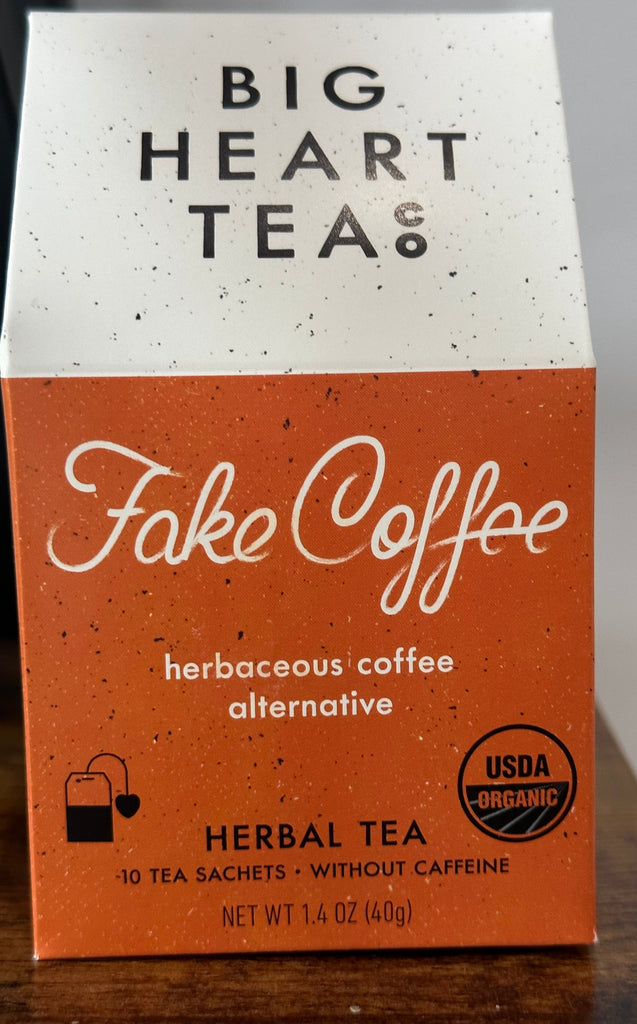 BIG
HEART
TEA CO
Fake Coffee
herbaceous coffee
alternative
USDA
ORGANIC
HERBAL TEA
10 TEA SACHETS • WITHOUT CAFFEINE
NET WT 1.4 OZ (40g)